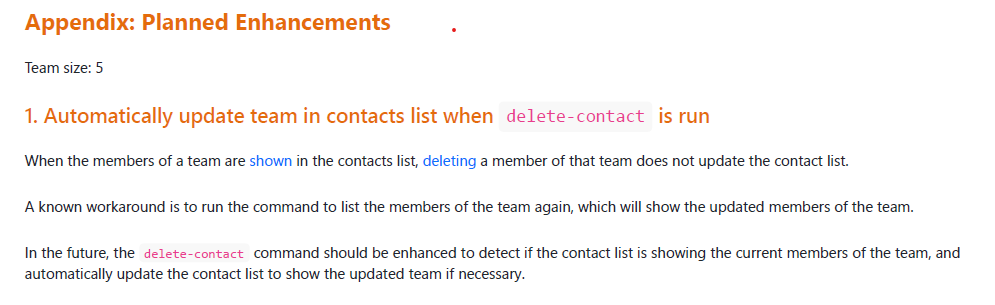 Appendix: Planned Enhancements
Team size: 5
1. Automatically update team in contacts list when delete-contact is run
When the members of a team are shown in the contacts list, deleting a member of that team does not update the contact list.
A known workaround is to run the command to list the members of the team again, which will show the updated members of the team.
In the future, the delete-contact command should be enhanced to detect if the contact list is showing the current members of the team, and
automatically update the contact list to show the updated team if necessary.